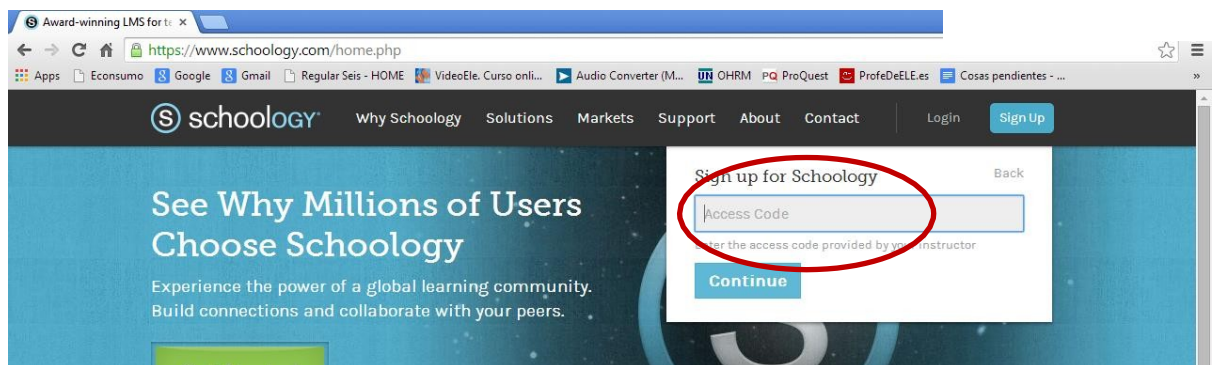 S Award-winning LMS for te ×
https://www.schoology.com/home.php
Apps Econsumo 8 Google 8 Gmail Regular Seis - HOME VideoEle. Curso onli... Audio Converter (M... UN OHRM PQ ProQuest ProfeDeELE.es Cosas pendientes - ... »
S schoology Why Schoology Solutions Markets Support About Contact Login Sign Up
See Why Millions of Users
Choose Schoology
Experience the power of a global learning community.
Build connections and collaborate with your peers.
Sign up for Schoology Back
Access Code
Enter the access code provided by your instructor
Continue
S